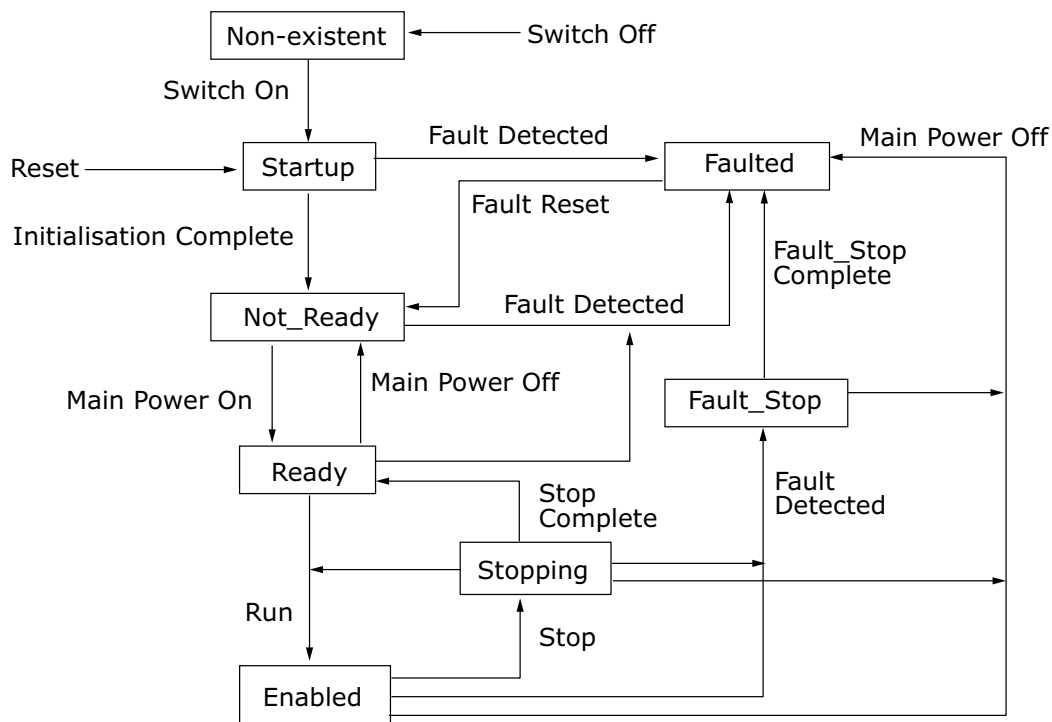 Non-existent
Switch Off
Switch On
Fault Detected
Main Power Off
Reset
Startup
Faulted
Fault Reset
Initialisation Complete
Fault_Stop
Complete
Not_Ready
Fault Detected
Main Power Off
Main Power On
Fault_Stop
Ready
Fault
Detected
Stop
Complete
Stopping
Run
Stop
Enabled